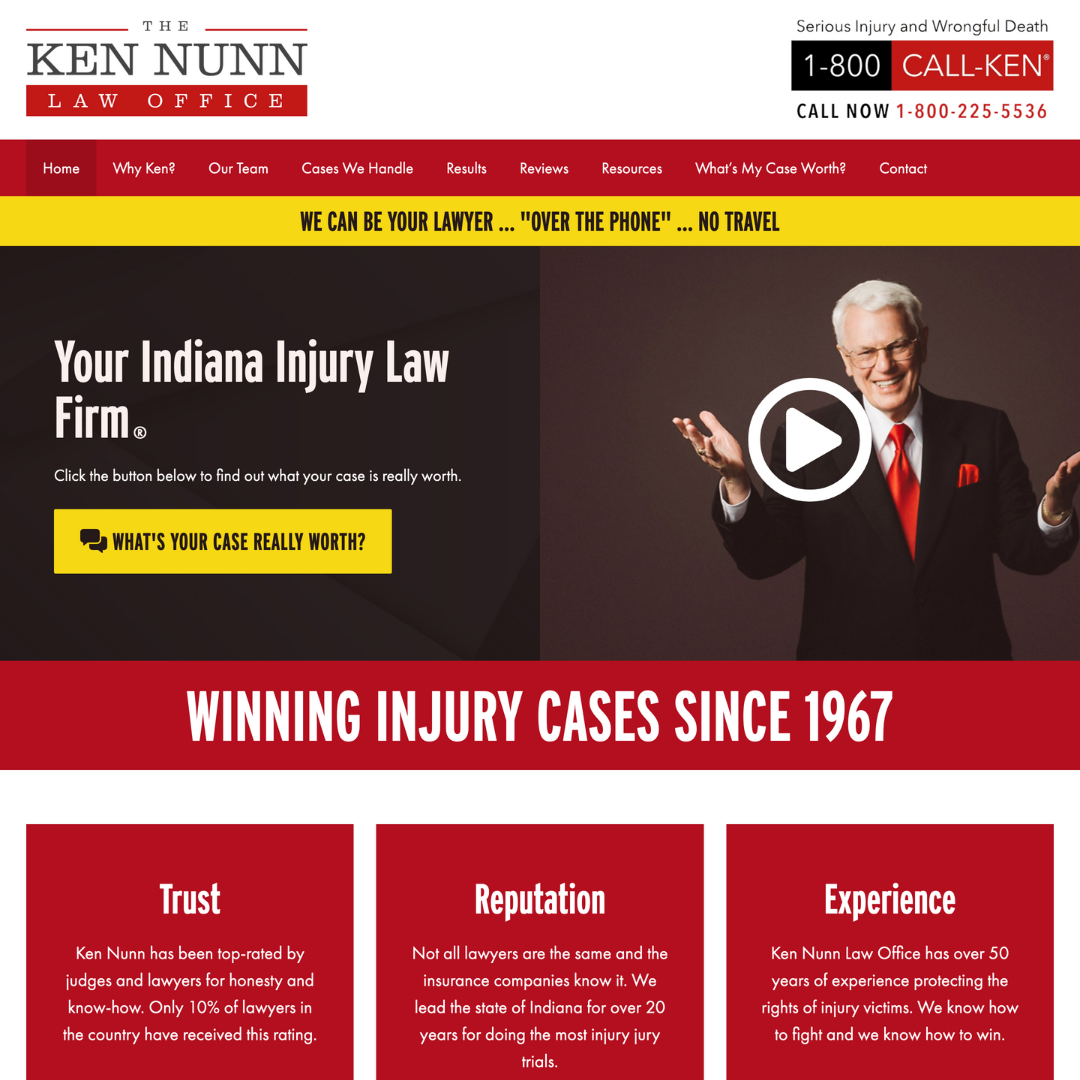 THE
KEN NUNN
LAW OFFICE
Serious Injury and Wrongful Death
1-800 CALL-KEN®
CALL NOW 1-800-225-5536
Home Why Ken? Our Team Cases We Handle Results Reviews Resources What's My Case Worth? Contact
WE CAN BE YOUR LAWYER ... "OVER THE PHONE" ... NO TRAVEL
Your Indiana Injury Law
Firm®
Click the button below to find out what your case is really worth.
WHAT'S YOUR CASE REALLY WORTH?
WINNING INJURY CASES SINCE 1967
Trust
Ken Nunn has been top-rated by
judges and lawyers for honesty and
know-how. Only 10% of lawyers in
the country have received this rating.
Reputation
Not all lawyers are the same and the
insurance companies know it. We
lead the state of Indiana for over 20
years for doing the most injury jury
trials.
Experience
Ken Nunn Law Office has over 50
years of experience protecting the
rights of injury victims. We know how
to fight and we know how to win.